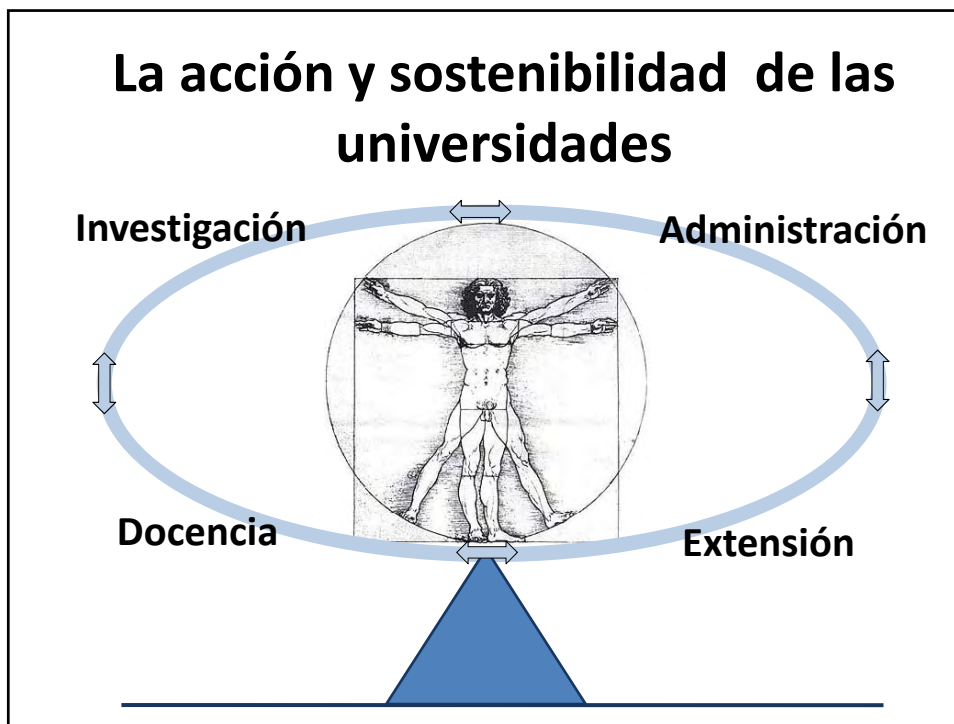 La acción y sostenibilidad de las
universidades
Investigación
Administración
Docencia
Extensión